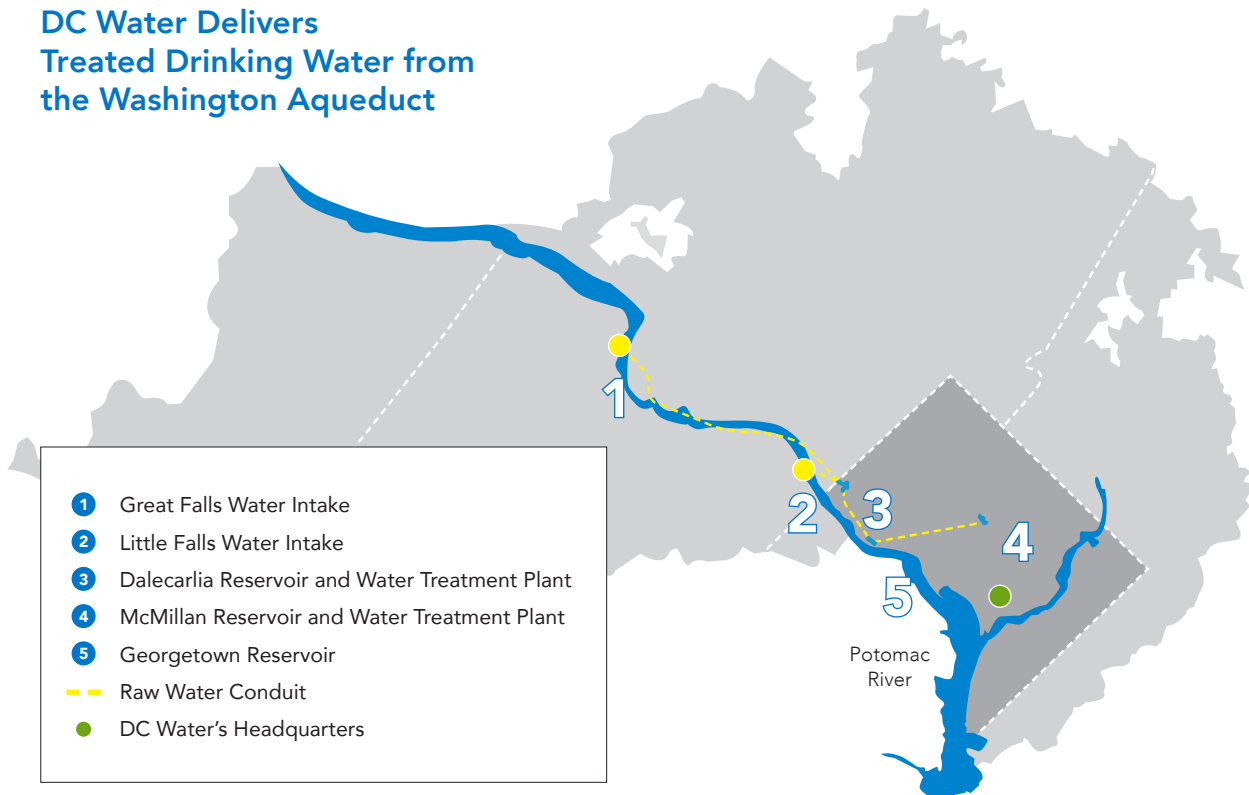 DC Water Delivers
Treated Drinking Water from
the Washington Aqueduct
1
2
3
4
5
Potomac
River
1 Great Falls Water Intake
2 Little Falls Water Intake
3 Dalecarlia Reservoir and Water Treatment Plant
4 McMillan Reservoir and Water Treatment Plant
5 Georgetown Reservoir
Raw Water Conduit
DC Water's Headquarters